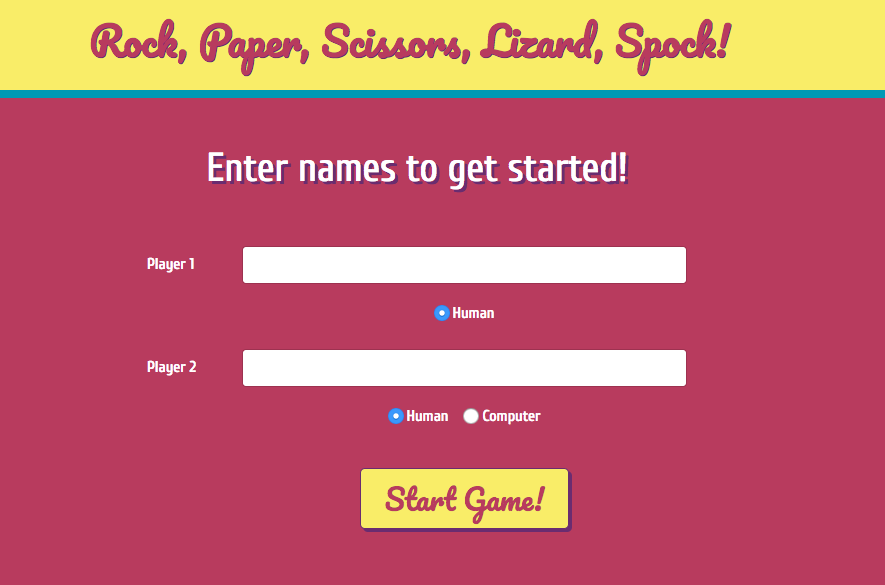 Rock, Paper, Scissors, Lizard, Spock!
Enter names to get started!
Player 1
Human
Player 2
Human Computer
Start Game!